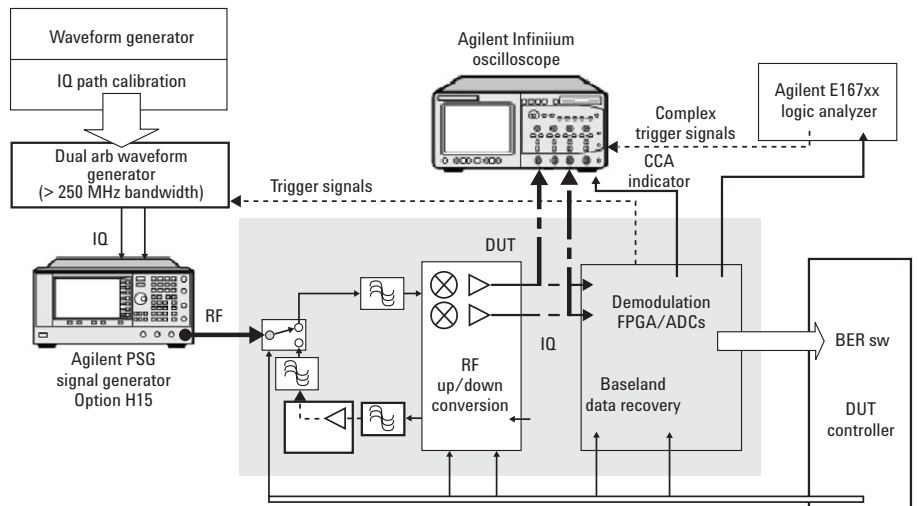 Waveform generator
IQ path calibration
Dual arb waveform
generator
(> 250 MHz bandwidth)
IQ
Agilent PSG
signal generator
Option H15
RF
Trigger signals
Agilent Infiniium
oscilloscope
Complex
trigger signals
CCA
indicator
Agilent E167xx
logic analyzer
DUT
RF
up/down
conversion
IQ
Demodulation
FPGA/ADCs
Baseland
data recovery
BER sw
DUT
controller